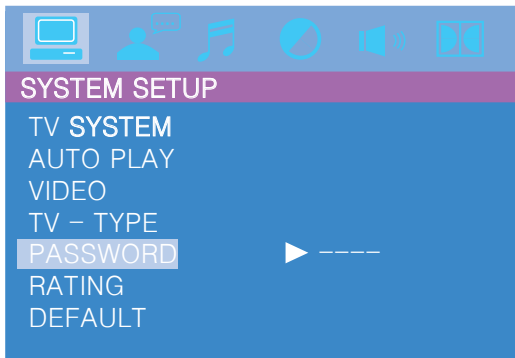 SYSTEM SETUP
TV SYSTEM
AUTO PLAY
VIDEO
TV - TYPE
PASSWORD ▶ ----
RATING
DEFAULT